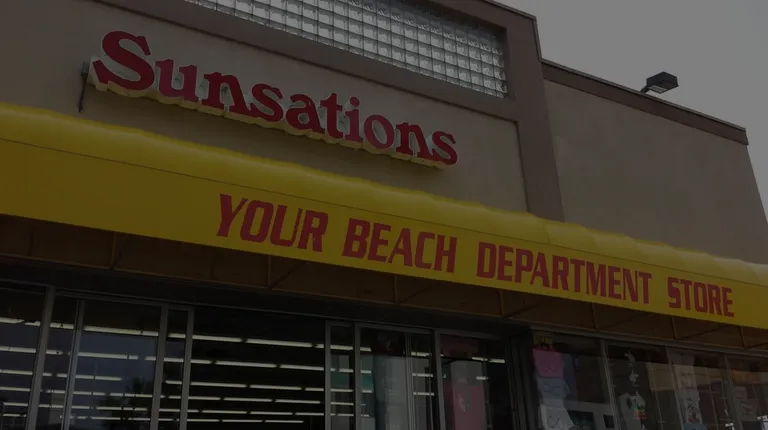 Sunsations
YOUR BEACH DEPARTMENT STORE